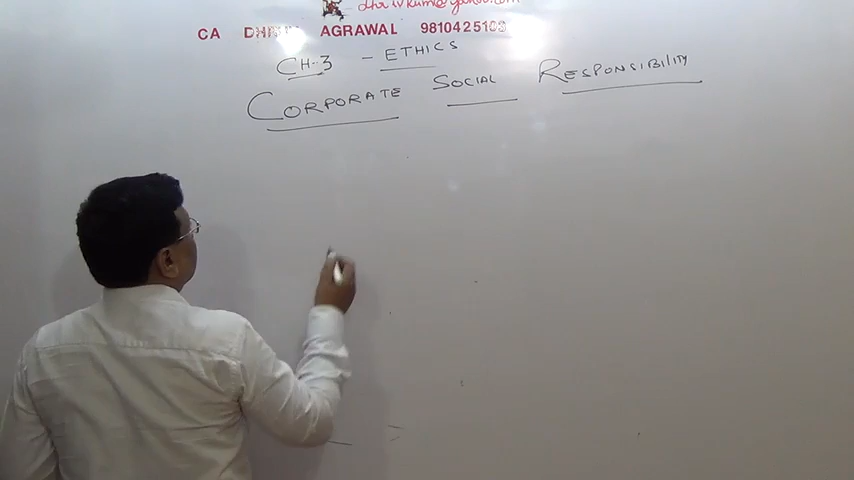 CA AGRAWAL 9810425103
CH-3 - ETHICS
CORPORATE SOCIAL RESPONSIBILITY